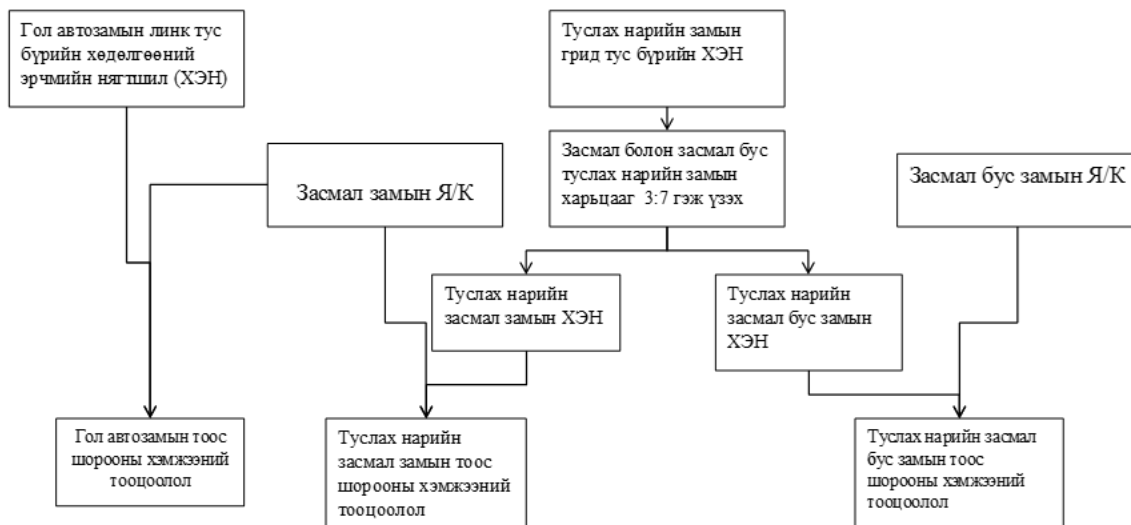 Гол автозамын линк тус
бүрийн хөдөлгөөний
эрчмийн нягтшил (ХЭН)
Туслах нарийн замын
грид тус бүрийн ХЭН
Засмал замын Я/К
Засмал болон засмал бус
туслах нарийн замын
харьцааг 3:7 гэж үзэх
Засмал бус замын Я/К
Туслах нарийн
засмал замын ХЭН
Туслах нарийн
засмал бус замын
ХЭН
Гол автозамын тоос
шорооны хэмжээний
тооцоолол
Туслах нарийн
засмал замын тоос
шорооны хэмжээний
тооцоолол
Туслах нарийн засмал
бус замын тоос
шорооны хэмжээний
тооцоолол